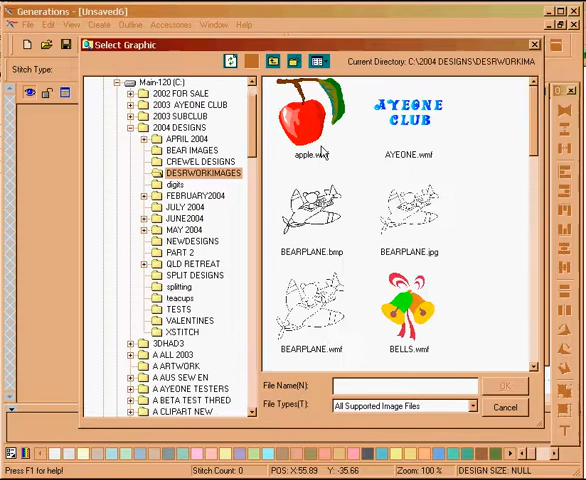 Generations - [Unsaved6]
File Edit View Create Outline Accessories Window Help
Select Graphic
Current Directory: C:\2004 DESIGNS\DESRWORKIMA
Stitch Type:
Main-120 (C:)
2002 FOR SALE
2003 AYEONE CLUB
2003 SUBCLUB
2004 DESIGNS
APRIL 2004
BEAR IMAGES
CREWEL DESIGNS
DESRWORKIMAGES
digits
FEBRUARY2004
JULY 2004
JUNE2004
MAY 2004
NEWDESIGNS
PART 2
QLD RETREAT
SPLIT DESIGNS
splitting
teacups
TESTS
VALENTINES
XSTITCH
3DHAD3
A ALL 2003
A ARTWORK
A AUS SEW EN
A AYEONE TESTERS
A BETA TEST THRED
A CLIPART NEW
AYEONE
CLUB
apple.wmf
AYEONE.wmf
BEARPLANE.bmp
BEARPLANE.jpg
BEARPLANE.wmf
BELLS.wmf
File Name(N):
OK
File Types(T):
All Supported Image Files
Cancel
Press F1 for help!
Stitch Count: 0
POS: X:55.89 Y: -35.66
Zoom: 100 %
DESIGN SIZE: NULL